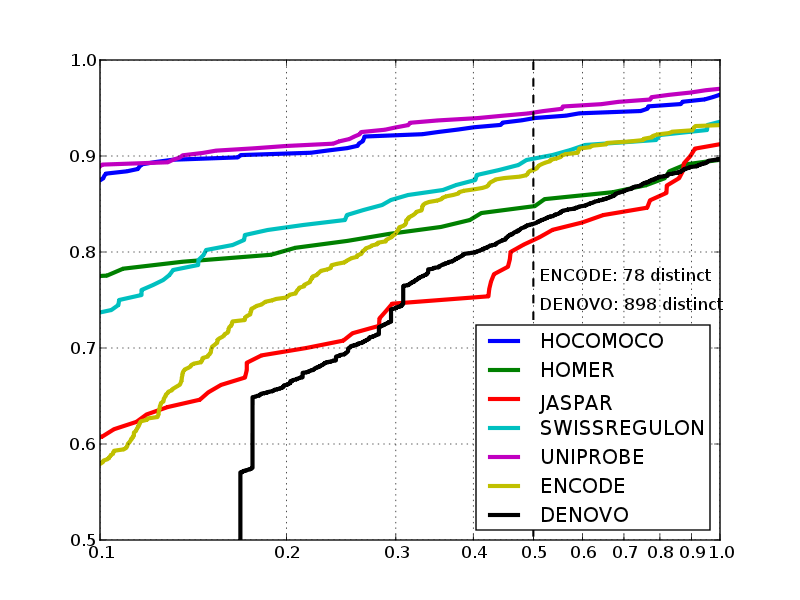 1.0
0.9
0.8
0.7
0.6
0.5
ENCODE: 78 distinct
DENOVO: 898 distinct
HOCOMOCO
HOMER
JASPAR
SWISSREGULON
UNIPROBE
ENCODE
DENOVO
0.1 0.2 0.3 0.4 0.5 0.6 0.7 0.8 0.9 1.0